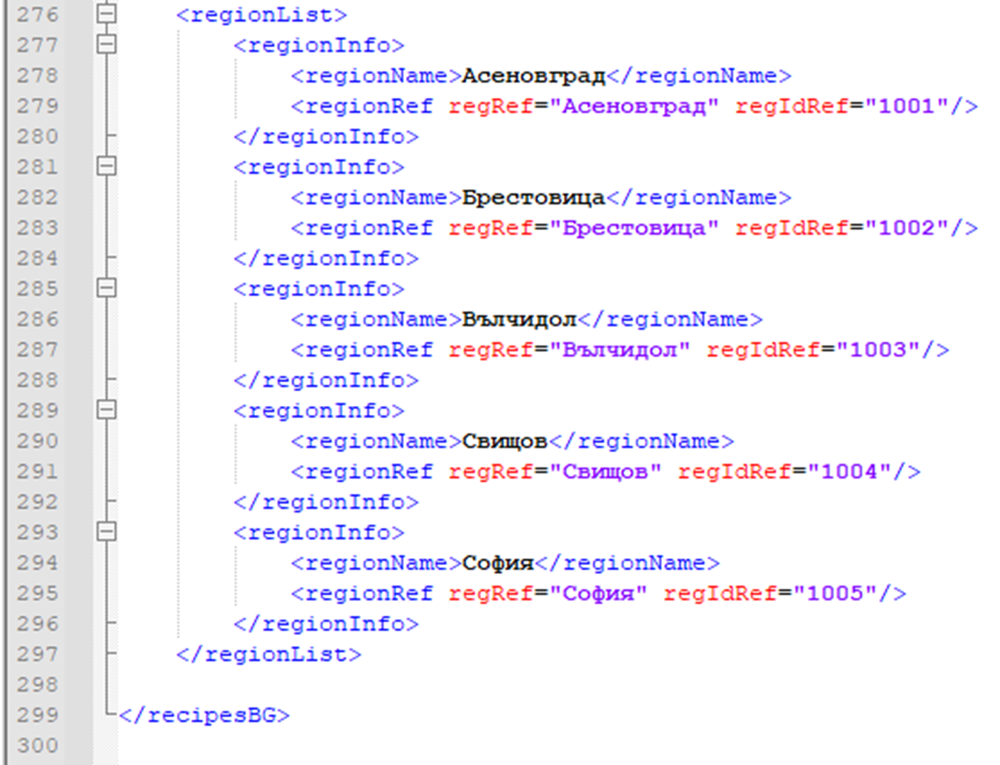 276 <regionList>
277 <regionInfo>
278 <regionName>Асеновград</regionName>
279 <regionRef regRef="Асеновград" regIdRef="1001"/>
280 </regionInfo>
281 <regionInfo>
282 <regionName>Брестовица</regionName>
283 <regionRef regRef="Брестовица" regIdRef="1002"/>
284 </regionInfo>
285 <regionInfo>
286 <regionName>Вълчидол</regionName>
287 <regionRef regRef="Вълчидол" regIdRef="1003"/>
288 </regionInfo>
289 <regionInfo>
290 <regionName>Свищов</regionName>
291 <regionRef regRef="Свищов" regIdRef="1004"/>
292 </regionInfo>
293 <regionInfo>
294 <regionName>София</regionName>
295 <regionRef regRef="София" regIdRef="1005"/>
296 </regionInfo>
297 </regionList>
298
299 </recipesBG>
300